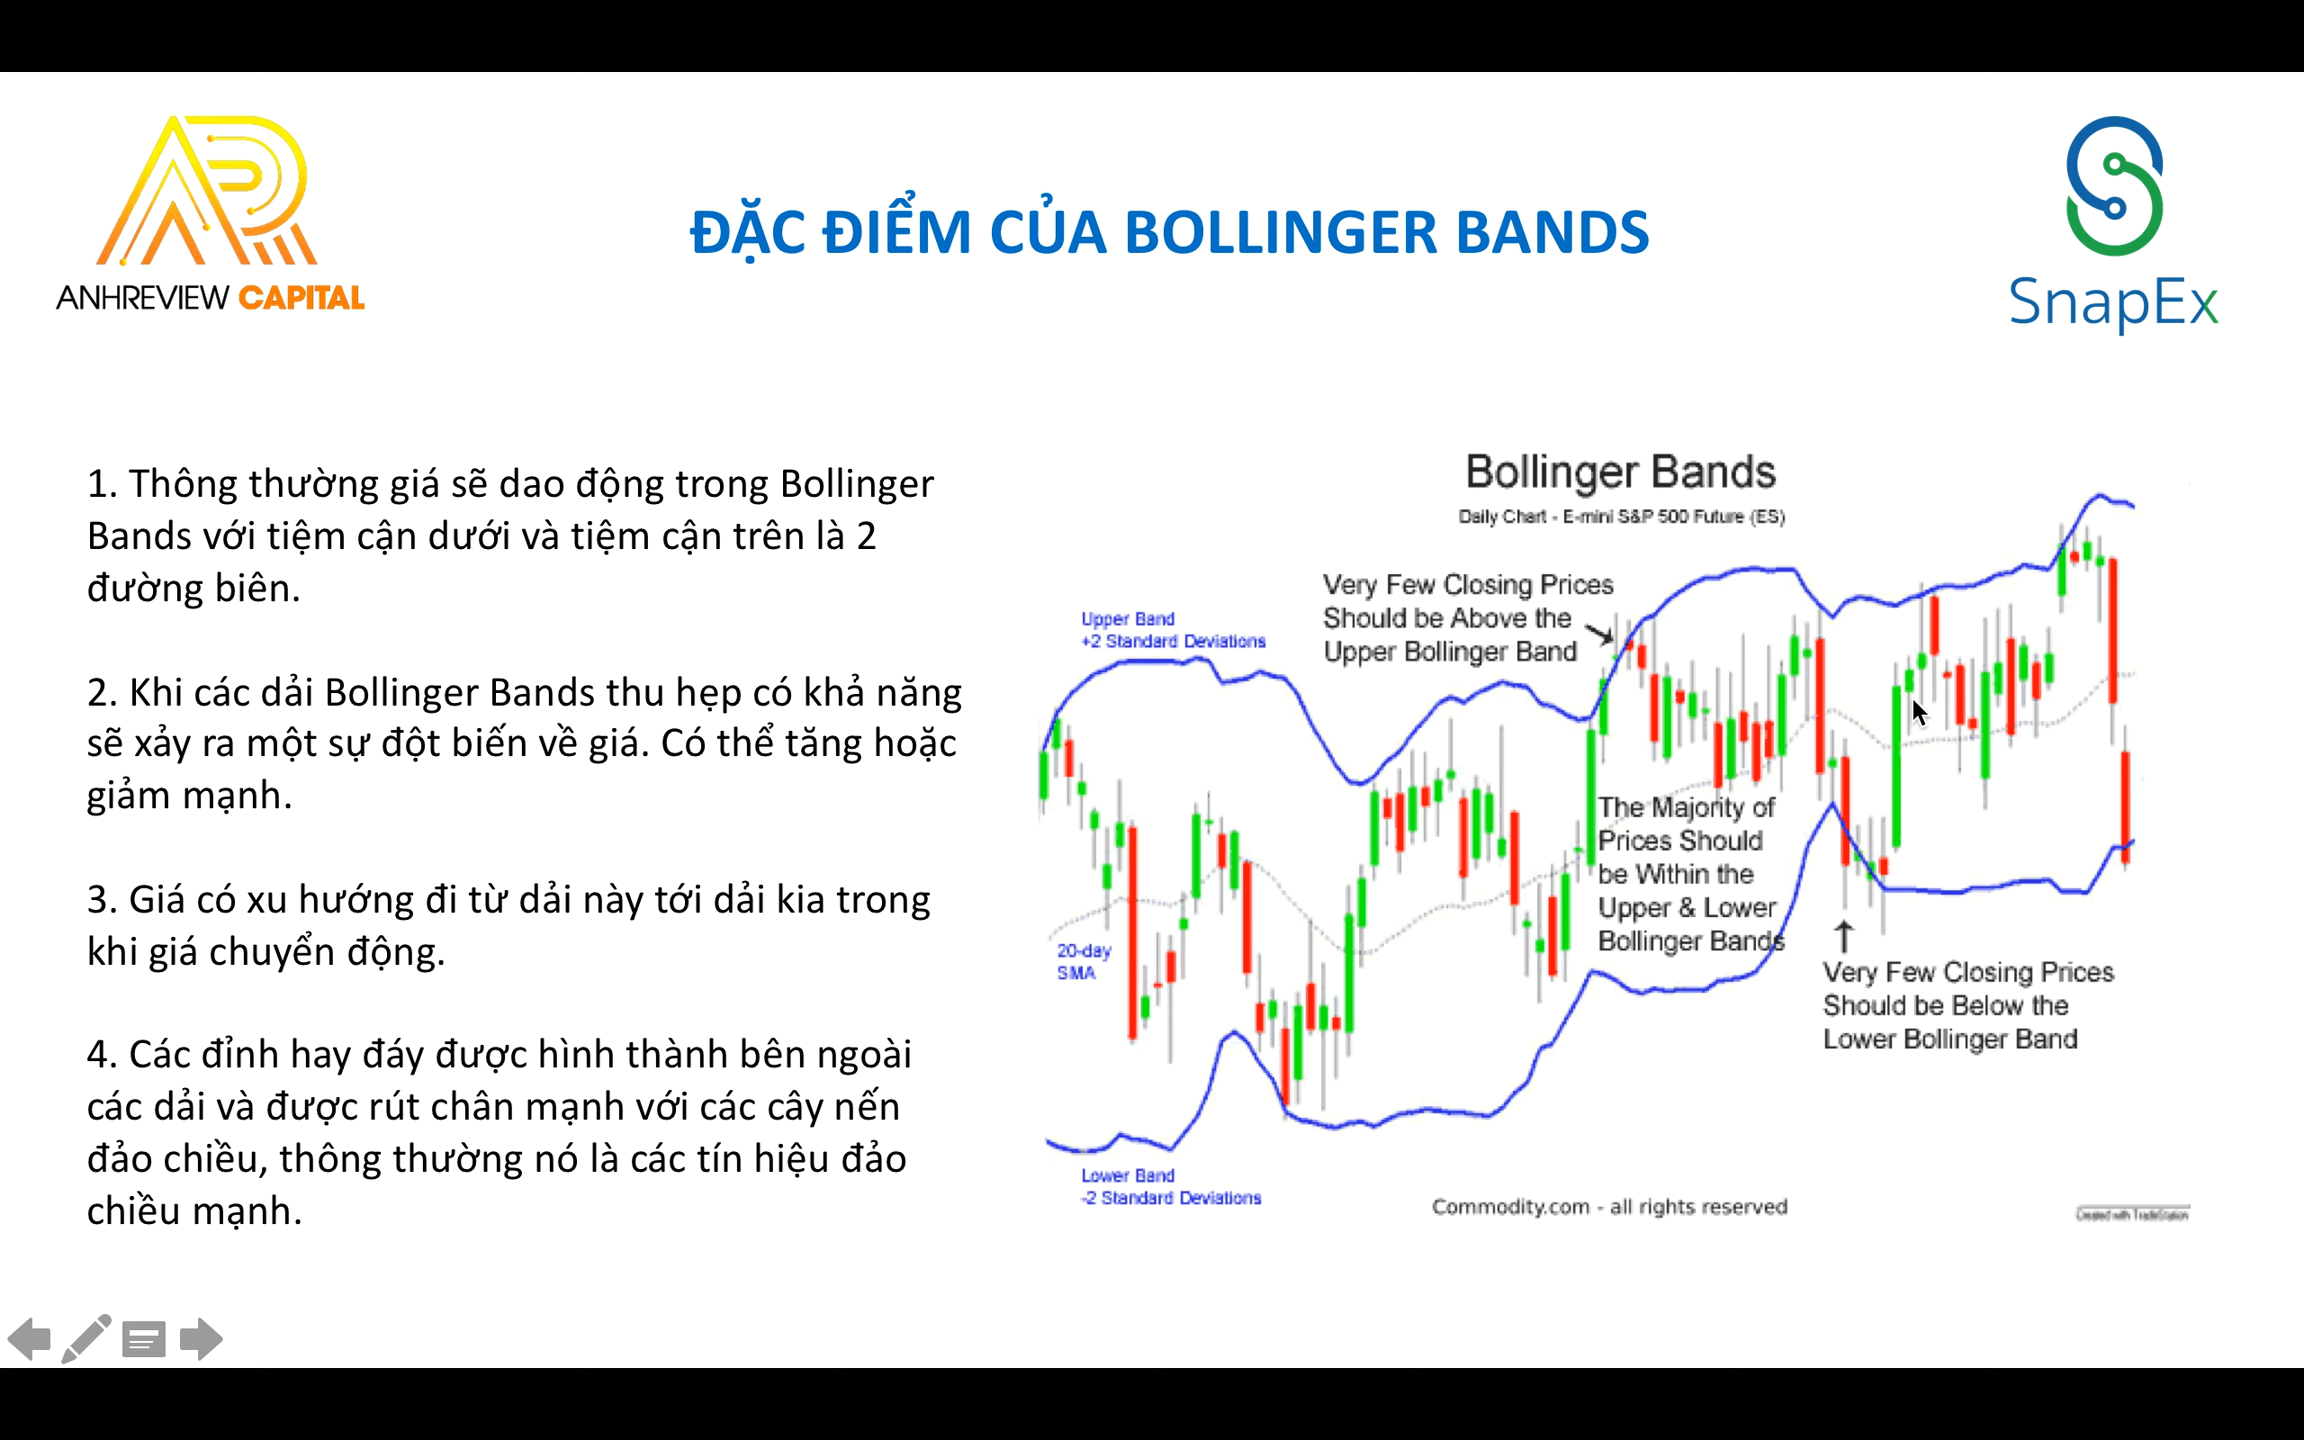 ANHREVIEW CAPITAL
ĐẶC ĐIỂM CỦA BOLLINGER BANDS
SnapEx
1. Thông thường giá sẽ dao động trong Bollinger
Bands với tiệm cận dưới và tiệm cận trên là 2
đường biên.
2. Khi các dải Bollinger Bands thu hẹp có khả năng
sẽ xảy ra một sự đột biến về giá. Có thể tăng hoặc
giảm mạnh.
3. Giá có xu hướng đi từ dải này tới dải kia trong
khi giá chuyển động.
4. Các đỉnh hay đáy được hình thành bên ngoài
các dải và được rút chân mạnh với các cây nến
đảo chiều, thông thường nó là các tín hiệu đảo
chiều mạnh.
Bollinger Bands
Daily Chart - E-mini S&P 500 Future (ES)
Very Few Closing Prices
Should be Above the
Upper Bollinger Band
Upper Band
+2 Standard Deviations
The Majority of
Prices Should
be Within the
Upper & Lower
Bollinger Bands
20-day
SMA
Very Few Closing Prices
Should be Below the
Lower Bollinger Band
Lower Band
-2 Standard Deviations
Commodity.com - all rights reserved
Created with TradeStation